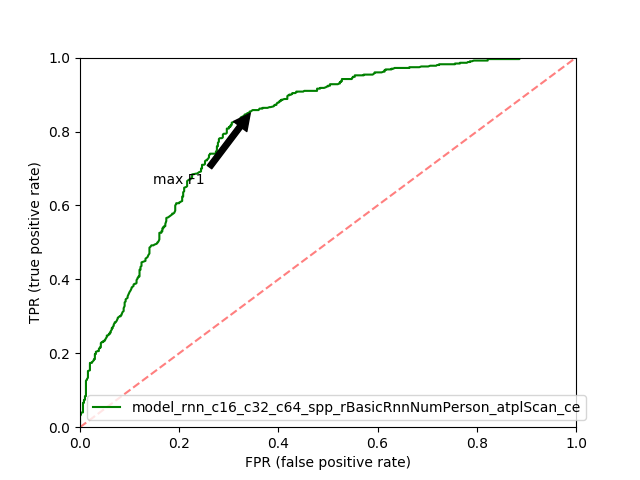 1.0
0.8
0.6
0.4
0.2
0.0
TPR (true positive rate)
max F1
model_rnn_c16_c32_c64_spp_rBasicRnnNumPerson_atplScan_ce
0.0 0.2 0.4 0.6 0.8 1.0
FPR (false positive rate)